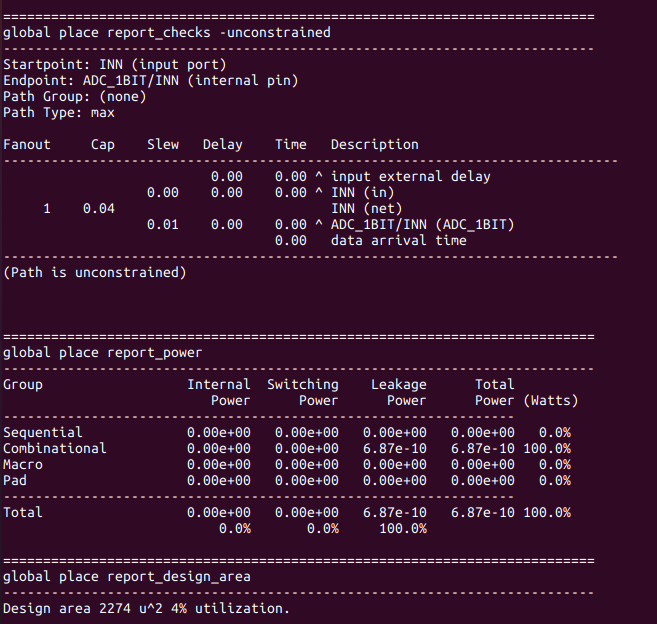 ==========================================================================
global place report_checks -unconstrained
--------------------------------------------------------------------------
Startpoint: INN (input port)
Endpoint: ADC_1BIT/INN (internal pin)
Path Group: (none)
Path Type: max
Fanout     Cap    Slew   Delay    Time   Description
-----------------------------------------------------------------------------
                          0.00    0.00 ^ input external delay
                  0.00    0.00    0.00 ^ INN (in)
     1    0.04                           INN (net)
                  0.01    0.00    0.00 ^ ADC_1BIT/INN (ADC_1BIT)
                                  0.00   data arrival time
-----------------------------------------------------------------------------
(Path is unconstrained)
==========================================================================
global place report_power
--------------------------------------------------------------------------
Group                  Internal  Switching    Leakage      Total
                          Power      Power      Power      Power (Watts)
----------------------------------------------------------------
Sequential             0.00e+00   0.00e+00   0.00e+00   0.00e+00   0.0%
Combinational          0.00e+00   0.00e+00   6.87e-10   6.87e-10 100.0%
Macro                  0.00e+00   0.00e+00   0.00e+00   0.00e+00   0.0%
Pad                    0.00e+00   0.00e+00   0.00e+00   0.00e+00   0.0%
----------------------------------------------------------------
Total                  0.00e+00   0.00e+00   6.87e-10   6.87e-10 100.0%
                           0.0%       0.0%     100.0%
==========================================================================
global place report_design_area
--------------------------------------------------------------------------
Design area 2274 u^2 4% utilization.